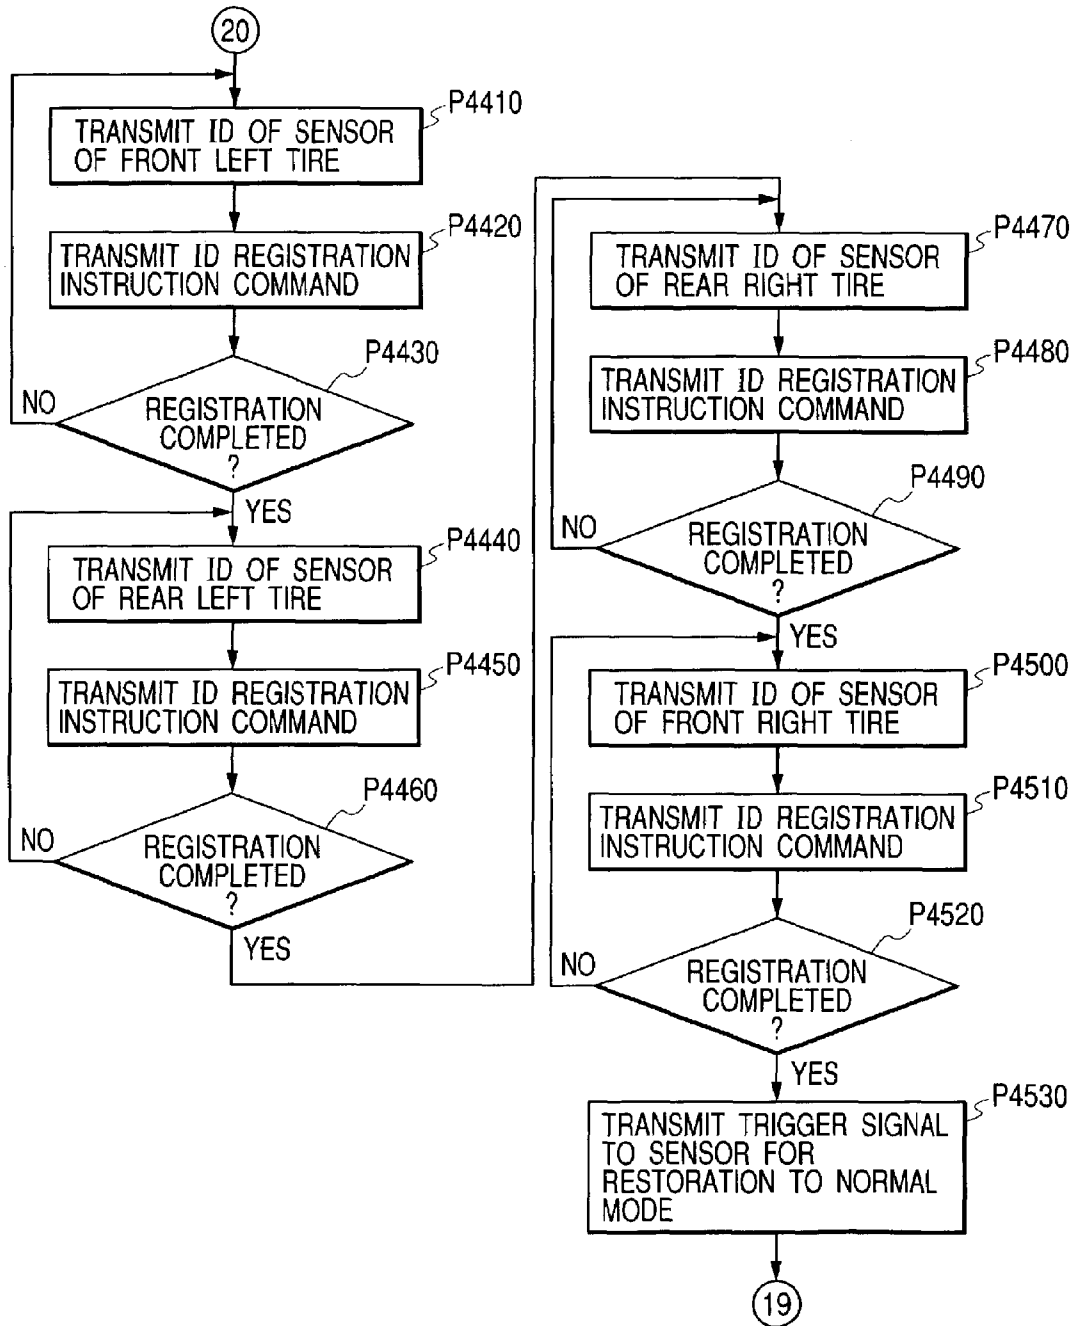 20
P4410
TRANSMIT ID OF SENSOR
OF FRONT LEFT TIRE
P4420
TRANSMIT ID REGISTRATION
INSTRUCTION COMMAND
P4430
NO
REGISTRATION
COMPLETED
?
YES
P4440
TRANSMIT ID OF SENSOR
OF REAR LEFT TIRE
P4450
TRANSMIT ID REGISTRATION
INSTRUCTION COMMAND
P4460
NO
REGISTRATION
COMPLETED
?
YES
P4470
TRANSMIT ID OF SENSOR
OF REAR RIGHT TIRE
P4480
TRANSMIT ID REGISTRATION
INSTRUCTION COMMAND
P4490
NO
REGISTRATION
COMPLETED
?
YES
P4500
TRANSMIT ID OF SENSOR
OF FRONT RIGHT TIRE
P4510
TRANSMIT ID REGISTRATION
INSTRUCTION COMMAND
P4520
NO
REGISTRATION
COMPLETED
?
YES
P4530
TRANSMIT TRIGGER SIGNAL
TO SENSOR FOR
RESTORATION TO NORMAL
MODE
19